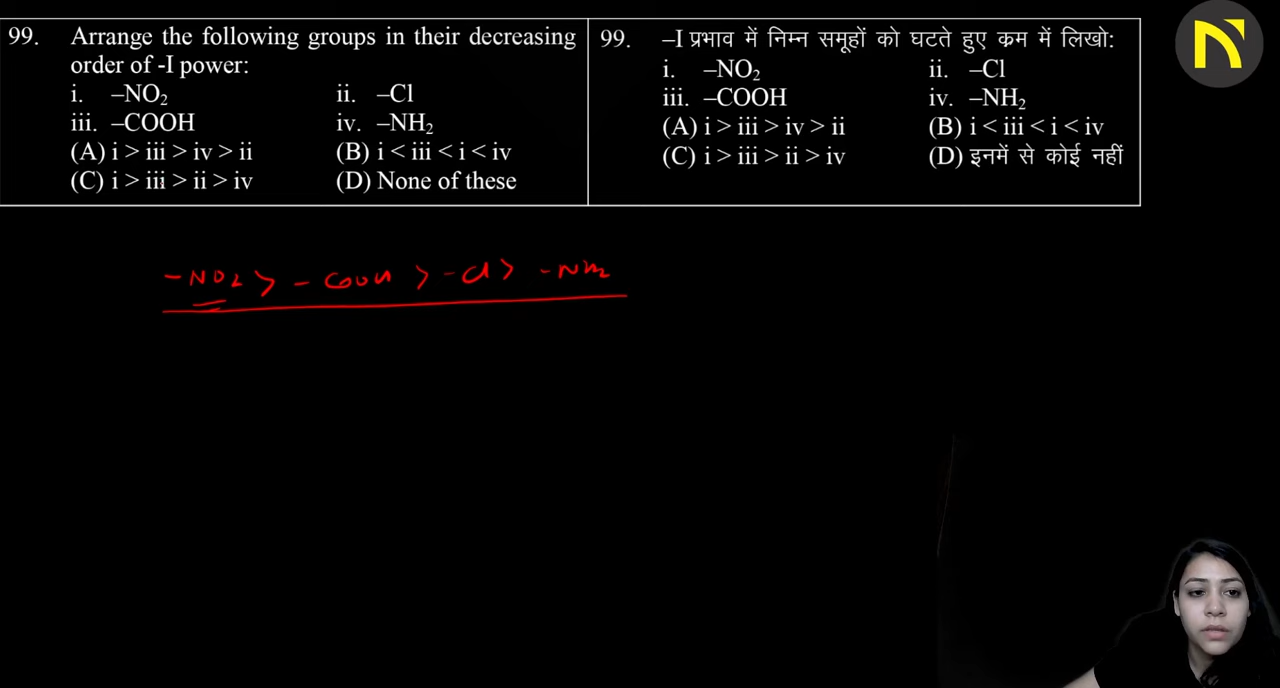 99. Arrange the following groups in their decreasing
order of -I power:
i. –NO₂ ii. –Cl
iii. –COOH iv. –NH₂
(A) i > iii > iv > ii (B) i < iii < i < iv
(C) i > iii > ii > iv (D) None of these
99. –I प्रभाव में निम्न समूहों को घटते हुए क्रम में लिखो:
i. –NO₂ ii. –Cl
iii. –COOH iv. –NH₂
(A) i > iii > iv > ii (B) i < iii < i < iv
(C) i > iii > ii > iv (D) इनमें से कोई नहीं
-NO₂ > -COOH > -Cl > -NH₂